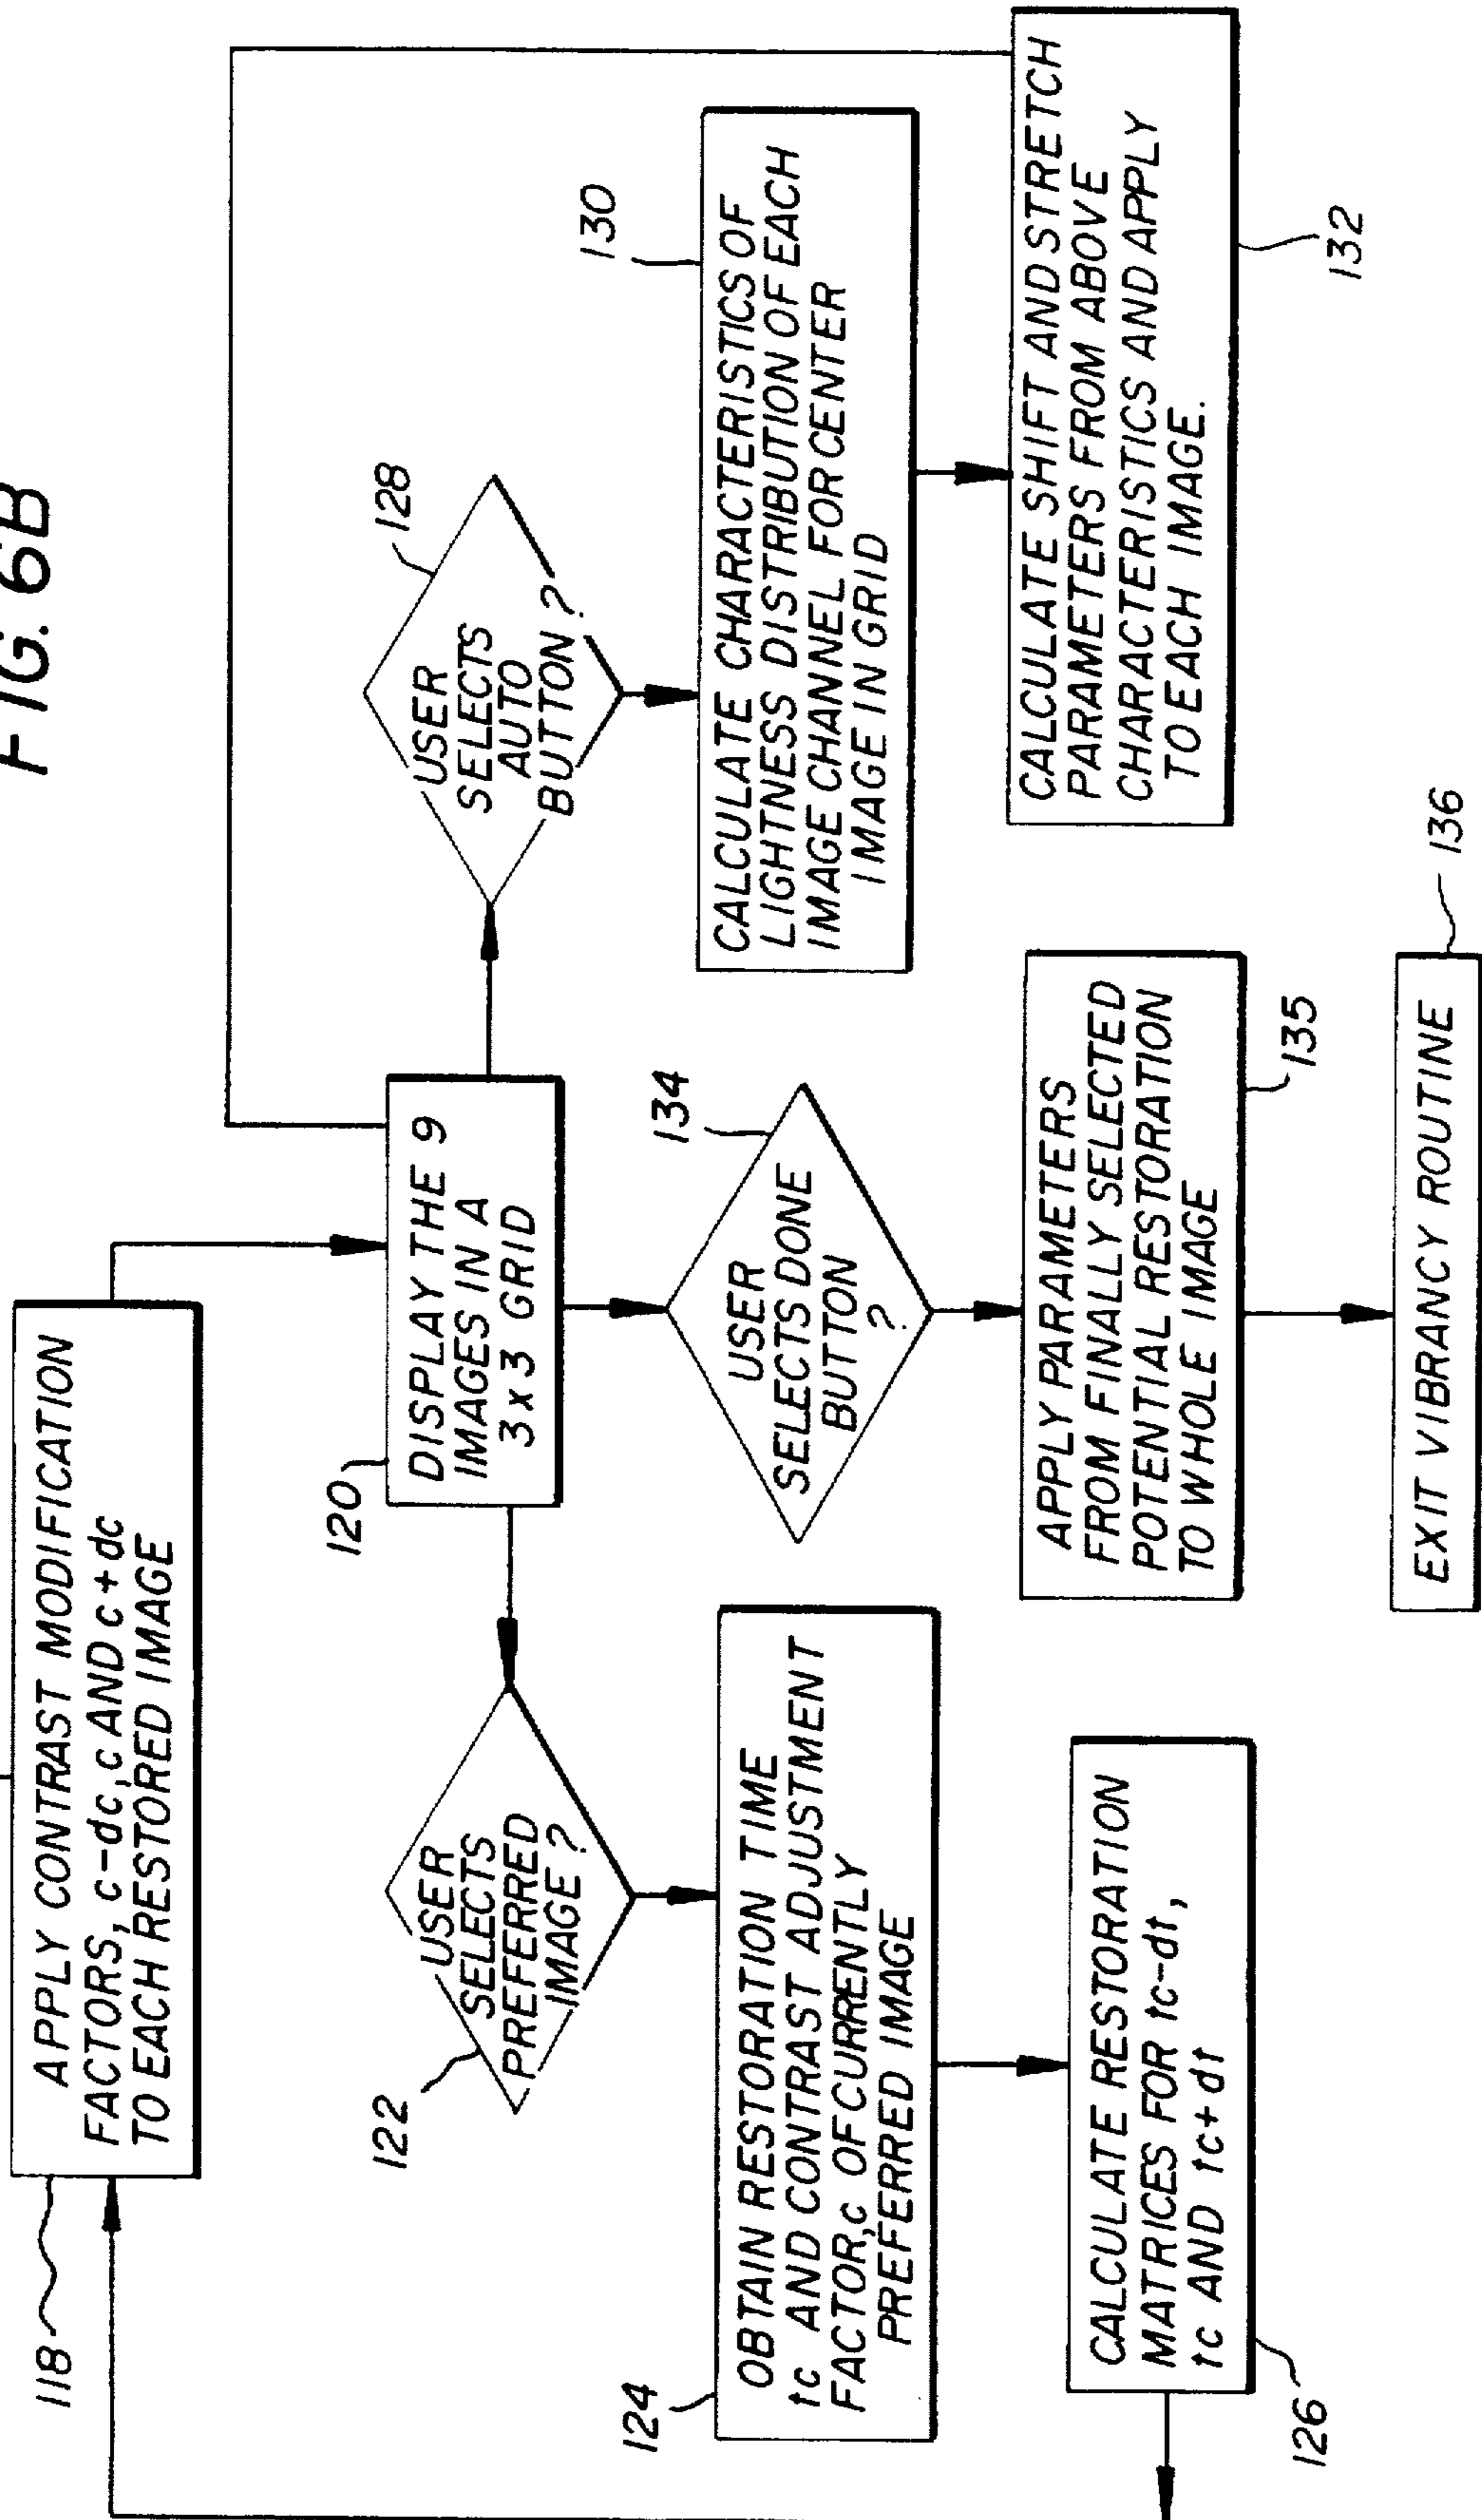 FIG. 6B
118
APPLY CONTRAST MODIFICATION
FACTORS, c-dc, c AND c+dc
TO EACH RESTORED IMAGE
120
DISPLAY THE 9
IMAGES IN A
3x3 GRID
122
USER
SELECTS
PREFERRED
IMAGE ?
128
USER
SELECTS
AUTO
BUTTON ?
134
USER
SELECTS DONE
BUTTON
?
124
OBTAIN RESTORATION TIME
tc AND CONTRAST ADJUSTMENT
FACTOR, c OF CURRENTLY
PREFERRED IMAGE
130
CALCULATE CHARACTERISTICS OF
LIGHTNESS DISTRIBUTION OF EACH
IMAGE CHANNEL FOR CENTER
IMAGE IN GRID
126
CALCULATE RESTORATION
MATRICES FOR tc-dt,
tc AND tc+dt
135
APPLY PARAMETERS
FROM FINALLY SELECTED
POTENTIAL RESTORATION
TO WHOLE IMAGE
132
CALCULATE SHIFT AND STRETCH
PARAMETERS FROM ABOVE
CHARACTERISTICS AND APPLY
TO EACH IMAGE.
136
EXIT VIBRANCY ROUTINE